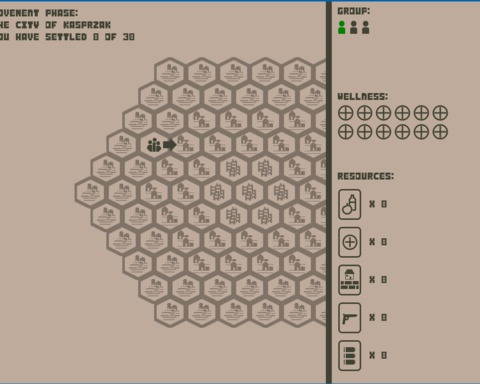 OVEMENT PHASE:
HE CITY OF KASPRZAK
OU HAVE SETTLED 0 OF 30
GROUP:
WELLNESS:
RESOURCES:
X 0
X 0
X 0
X 0
X 0